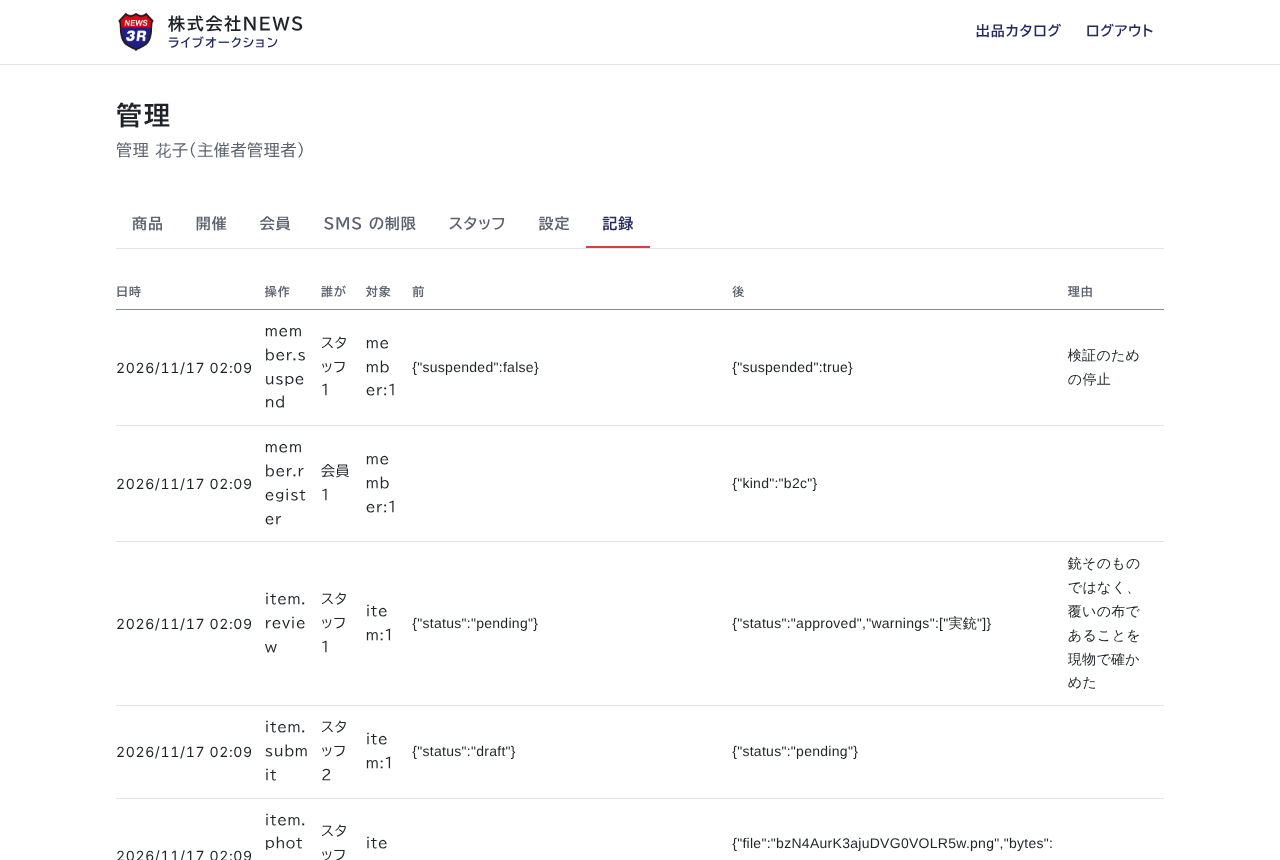 NEWS
3R
株式会社NEWS
ライブオークション
出品カタログ
ログアウト
管理
管理 花子(主催者管理者)
商品
開催
会員
SMS の制限
スタッフ
設定
記録
日時
操作
誰が
対象
前
後
理由
2026/11/17 02:09
mem
ber.s
uspe
nd
スタ
ッフ
1
me
mb
er:1
{"suspended":false}
{"suspended":true}
検証のため
の停止
2026/11/17 02:09
mem
ber.r
egist
er
会員
1
me
mb
er:1
{"kind":"b2c"}
2026/11/17 02:09
item.
revie
w
スタ
ッフ
1
ite
m:1
{"status":"pending"}
{"status":"approved","warnings":["実銃"]}
銃そのもの
ではなく、
覆いの布で
あることを
現物で確か
めた
2026/11/17 02:09
item.
subm
it
スタ
ッフ
2
ite
m:1
{"status":"draft"}
{"status":"pending"}
2026/11/17 02:09
item.
phot
スタ
ッフ
ite
{"file":"bzN4AurK3ajuDVG0VOLR5w.png","bytes":